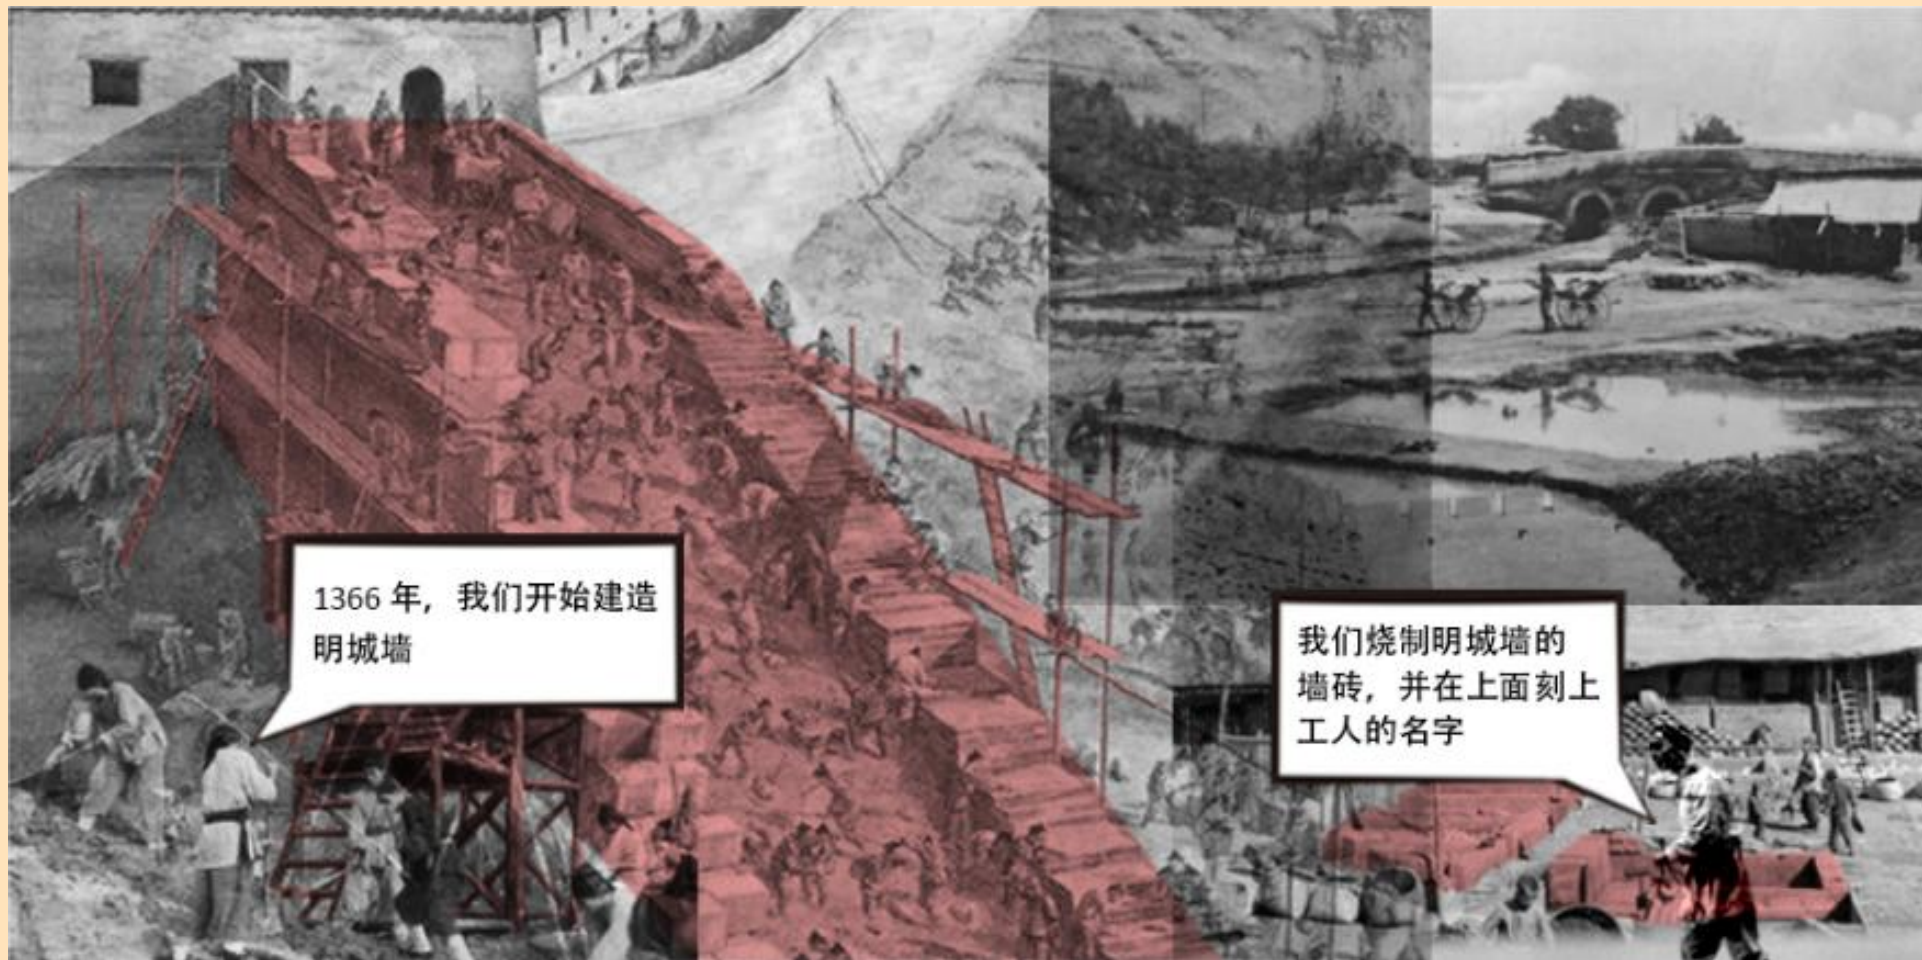 1366 年，我们开始建造
明城墙
我们烧制明城墙的
墙砖，并在上面刻上
工人的名字